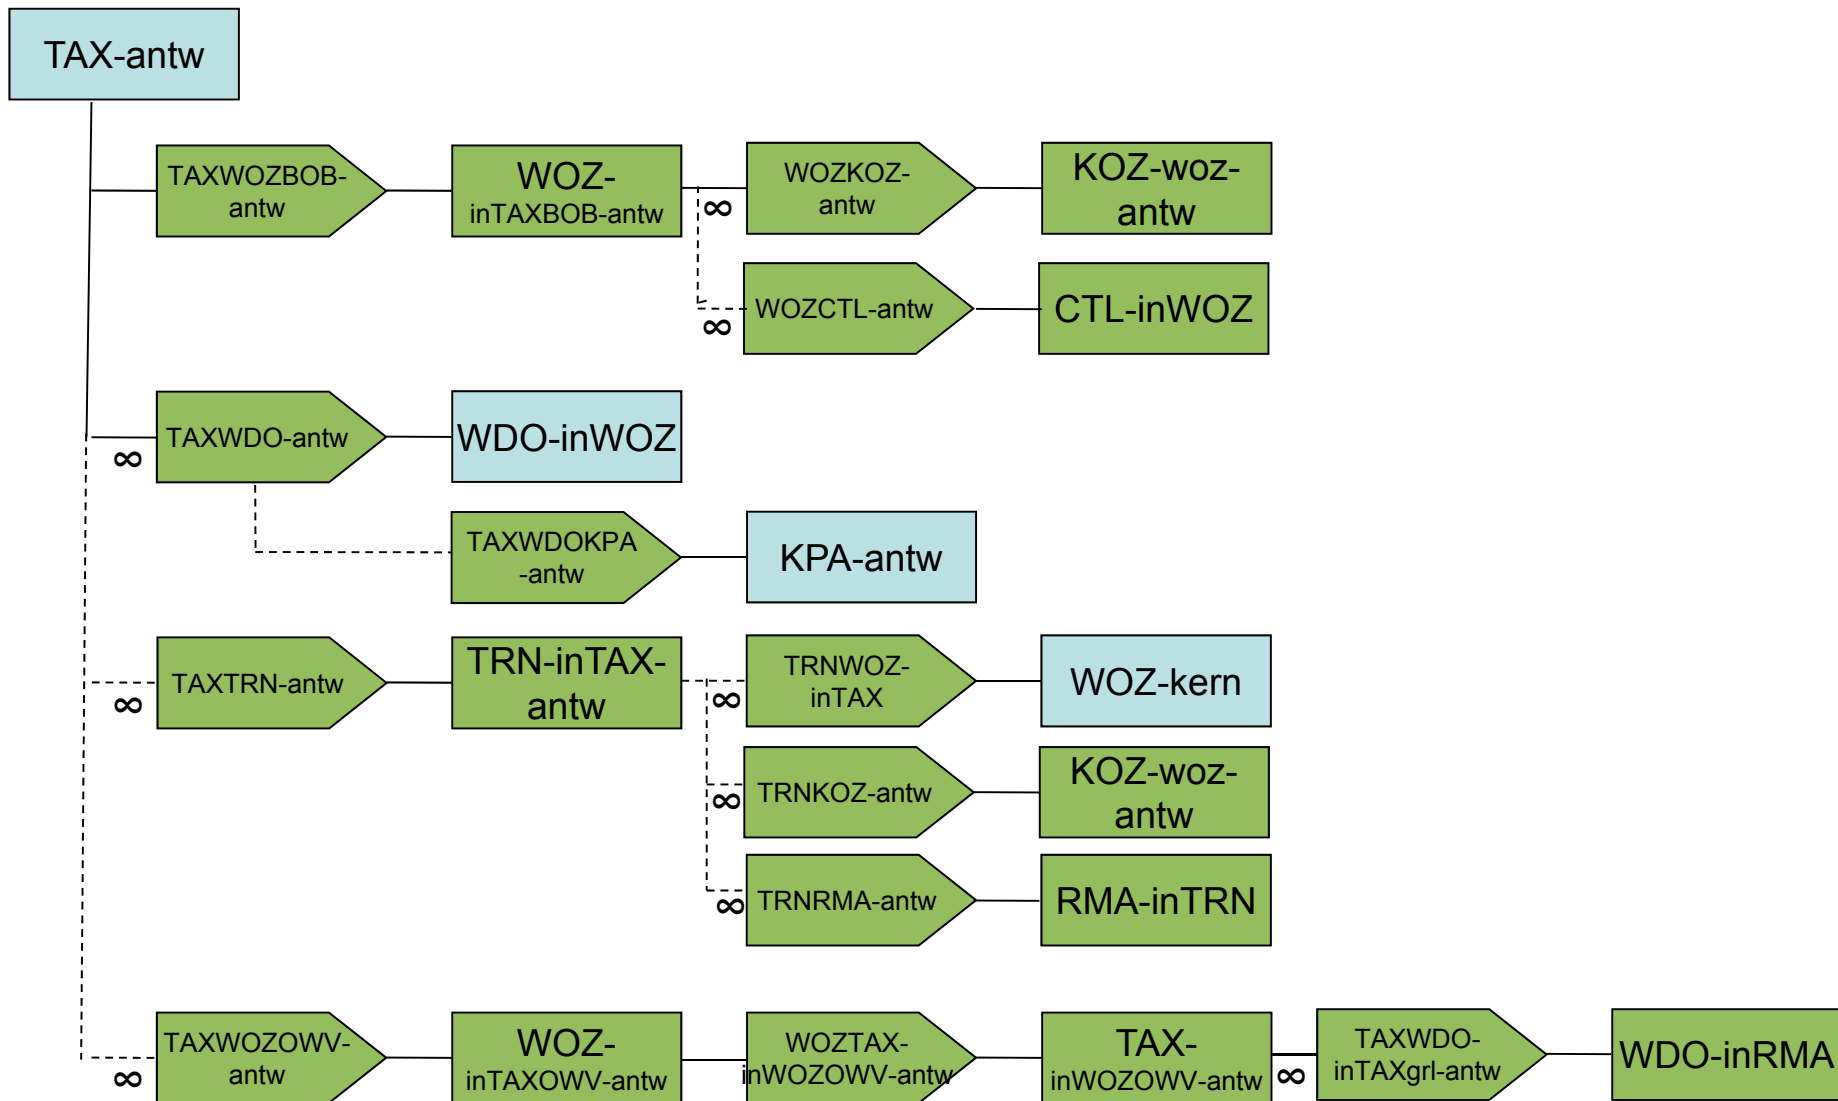 TAX-antw
TAXWOZBOB-
antw
WOZ-
inTAXBOB-antw
WOZKOZ-
antw
KOZ-woz-
antw
∞
WOZCTL-antw
CTL-inWOZ
∞
TAXWDO-antw
WDO-inWOZ
∞
TAXWDOKPA
-antw
KPA-antw
TAXTRN-antw
TRN-inTAX-
antw
TRNWOZ-
inTAX
WOZ-kern
∞
∞
TRNKOZ-antw
KOZ-woz-
antw
∞
TRNRMA-antw
RMA-inTRN
∞
TAXWOZOWV-
antw
WOZ-
inTAXOWV-antw
WOZTAX-
inWOZOWV-antw
TAX-
inWOZOWV-antw
TAXWDO-
inTAXgrl-antw
WDO-inRMA
∞
∞